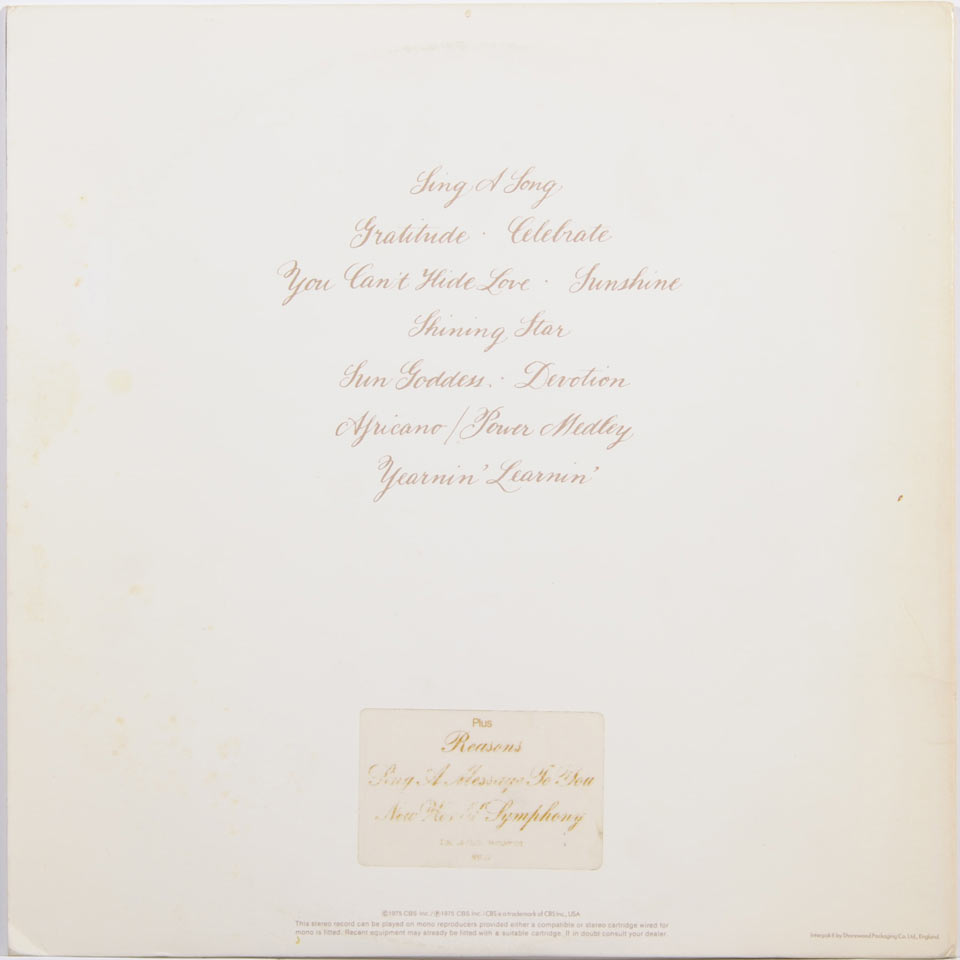 Sing A Song
Gratitude · Celebrate
You Can't Hide Love · Sunshine
Shining Star
Sun Goddess · Devotion
Africano / Power Medley
Yearnin' Learnin'
Plus
Reasons
Sing A Message To You
New World Symphony
©1975 CBS Inc./℗1975 CBS Inc./CBS is a trademark of CBS Inc., USA
This stereo record can be played on mono reproducers provided either a compatible or stereo cartridge wired for
mono is fitted. Recent equipment may already be fitted with a suitable cartridge. If in doubt consult your dealer.
Interpak II by Shorewood Packaging Co. Ltd., England.